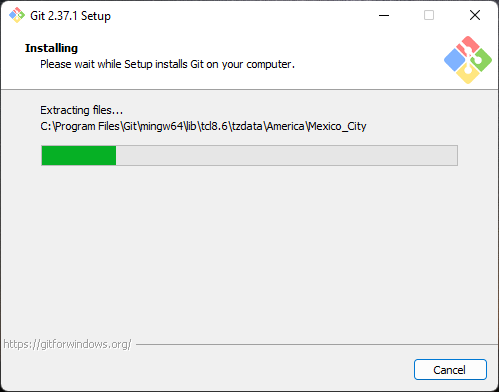 Git 2.37.1 Setup
Installing
Please wait while Setup installs Git on your computer.
Extracting files...
C:\Program Files\Git\mingw64\lib\tcl8.6\tzdata\America\Mexico_City
https://gitforwindows.org/
Cancel